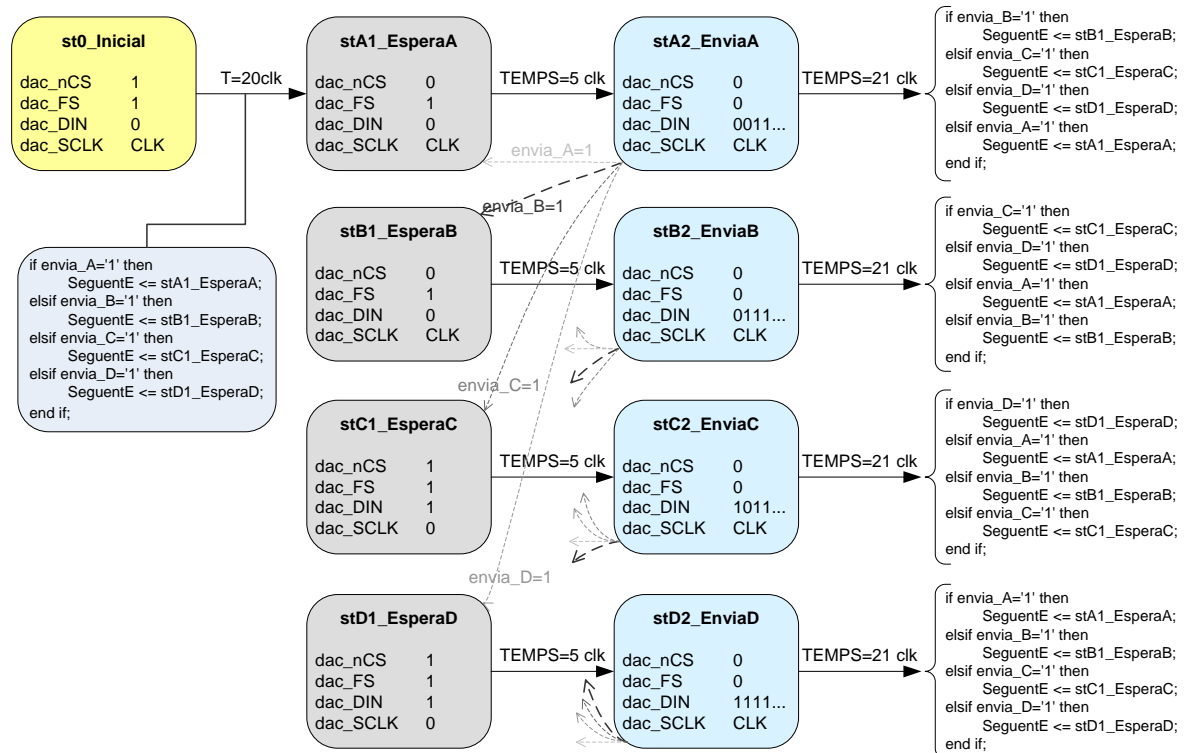 st0_Inicial
dac_nCS 1
dac_FS 1
dac_DIN 0
dac_SCLK CLK
T=20clk
if envia_A='1' then
SeguentE <= stA1_EsperaA;
elsif envia_B='1' then
SeguentE <= stB1_EsperaB;
elsif envia_C='1' then
SeguentE <= stC1_EsperaC;
elsif envia_D='1' then
SeguentE <= stD1_EsperaD;
end if;
stA1_EsperaA
dac_nCS 0
dac_FS 1
dac_DIN 0
dac_SCLK CLK
TEMPS=5 clk
stA2_EnviaA
dac_nCS 0
dac_FS 0
dac_DIN 0011...
dac_SCLK CLK
TEMPS=21 clk
if envia_B='1' then
SeguentE <= stB1_EsperaB;
elsif envia_C='1' then
SeguentE <= stC1_EsperaC;
elsif envia_D='1' then
SeguentE <= stD1_EsperaD;
elsif envia_A='1' then
SeguentE <= stA1_EsperaA;
end if;
envia_A=1
envia_B=1
stB1_EsperaB
dac_nCS 0
dac_FS 1
dac_DIN 0
dac_SCLK CLK
TEMPS=5 clk
stB2_EnviaB
dac_nCS 0
dac_FS 0
dac_DIN 0111...
dac_SCLK CLK
TEMPS=21 clk
if envia_C='1' then
SeguentE <= stC1_EsperaC;
elsif envia_D='1' then
SeguentE <= stD1_EsperaD;
elsif envia_A='1' then
SeguentE <= stA1_EsperaA;
elsif envia_B='1' then
SeguentE <= stB1_EsperaB;
end if;
envia_C=1
stC1_EsperaC
dac_nCS 1
dac_FS 1
dac_DIN 1
dac_SCLK 0
TEMPS=5 clk
stC2_EnviaC
dac_nCS 0
dac_FS 0
dac_DIN 1011...
dac_SCLK CLK
TEMPS=21 clk
if envia_D='1' then
SeguentE <= stD1_EsperaD;
elsif envia_A='1' then
SeguentE <= stA1_EsperaA;
elsif envia_B='1' then
SeguentE <= stB1_EsperaB;
elsif envia_C='1' then
SeguentE <= stC1_EsperaC;
end if;
envia_D=1
stD1_EsperaD
dac_nCS 1
dac_FS 1
dac_DIN 1
dac_SCLK 0
TEMPS=5 clk
stD2_EnviaD
dac_nCS 0
dac_FS 0
dac_DIN 1111...
dac_SCLK CLK
TEMPS=21 clk
if envia_A='1' then
SeguentE <= stA1_EsperaA;
elsif envia_B='1' then
SeguentE <= stB1_EsperaB;
elsif envia_C='1' then
SeguentE <= stC1_EsperaC;
elsif envia_D='1' then
SeguentE <= stD1_EsperaD;
end if;